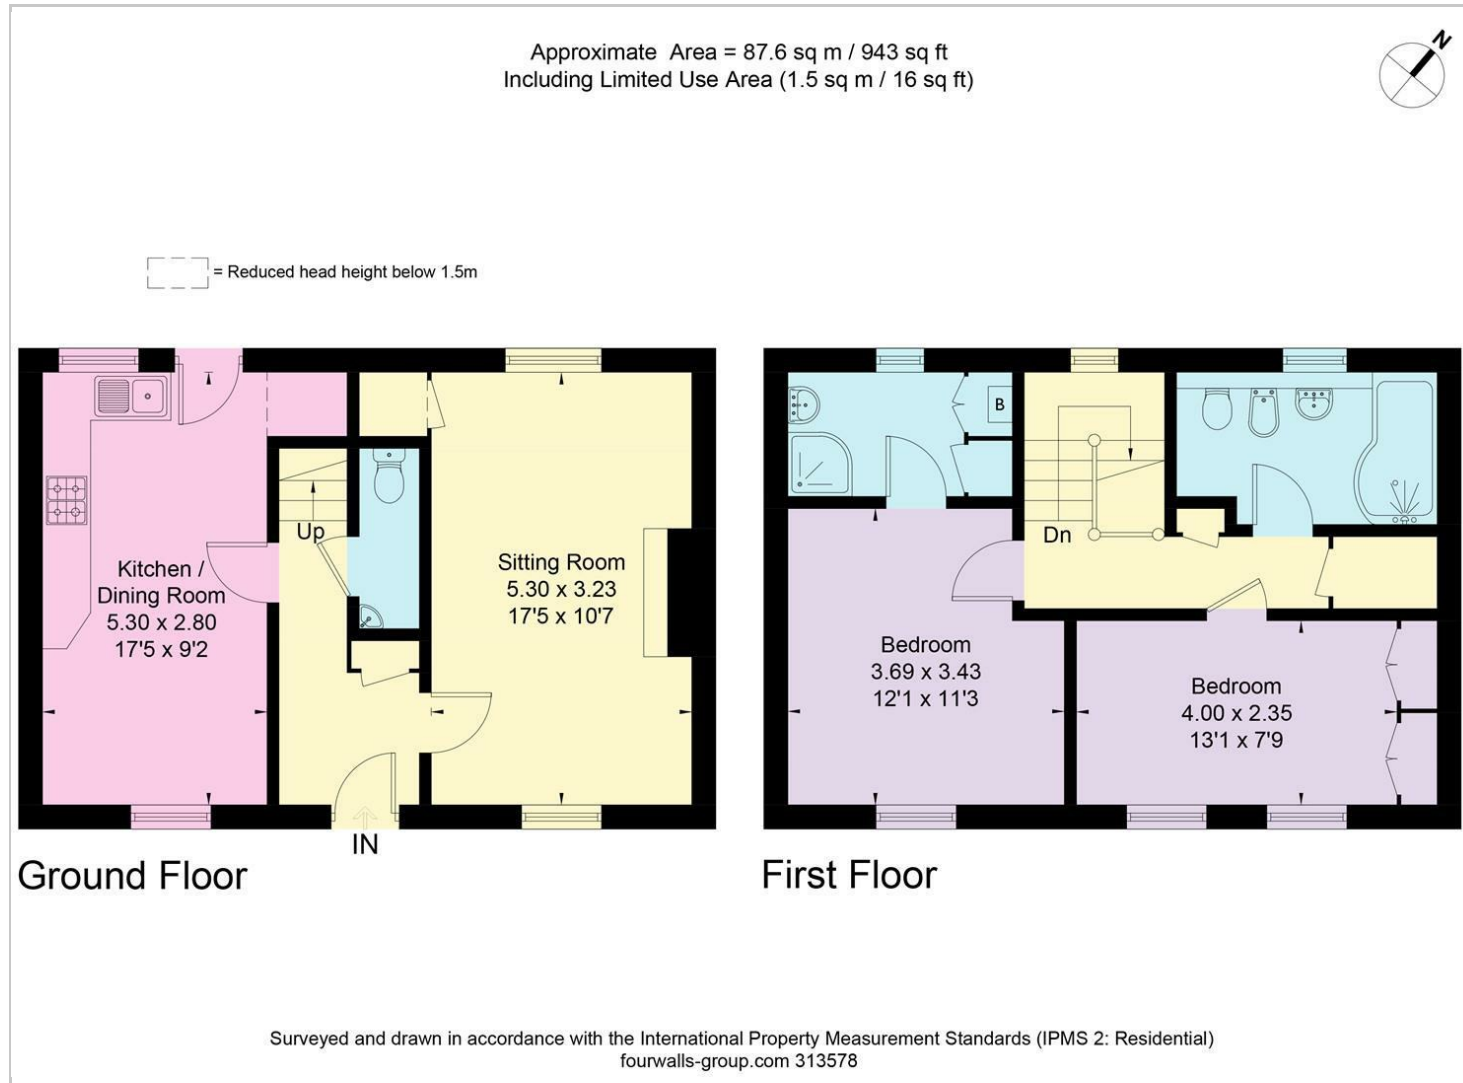 Approximate Area = 87.6 sq m / 943 sq ft
Including Limited Use Area (1.5 sq m / 16 sq ft)
N
= Reduced head height below 1.5m
Kitchen /
Dining Room
5.30 x 2.80
17'5 x 9'2
Up
Sitting Room
5.30 x 3.23
17'5 x 10'7
IN
Ground Floor
B
Dn
Bedroom
3.69 x 3.43
12'1 x 11'3
Bedroom
4.00 x 2.35
13'1 x 7'9
First Floor
Surveyed and drawn in accordance with the International Property Measurement Standards (IPMS 2: Residential)
fourwalls-group.com 313578